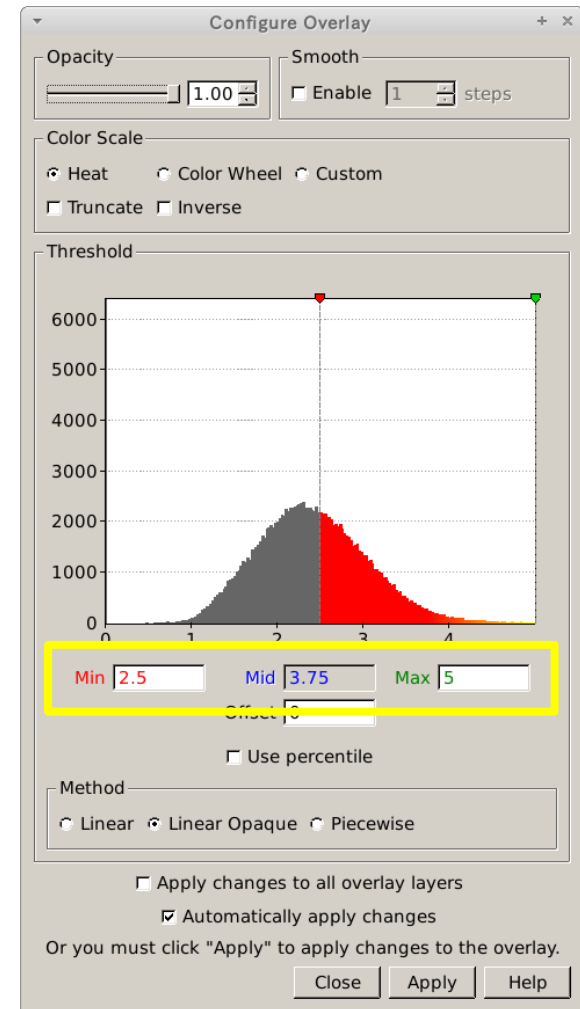 Configure Overlay
Opacity
Smooth
1.00
Enable 1 steps
Color Scale
Heat Color Wheel Custom
Truncate Inverse
Threshold
6000
5000
4000
3000
2000
1000
0
0 1 2 3 4
Min 2.5 Mid 3.75 Max 5
Offset 0
Use percentile
Method
Linear Linear Opaque Piecewise
Apply changes to all overlay layers
Automatically apply changes
Or you must click "Apply" to apply changes to the overlay.
Close Apply Help